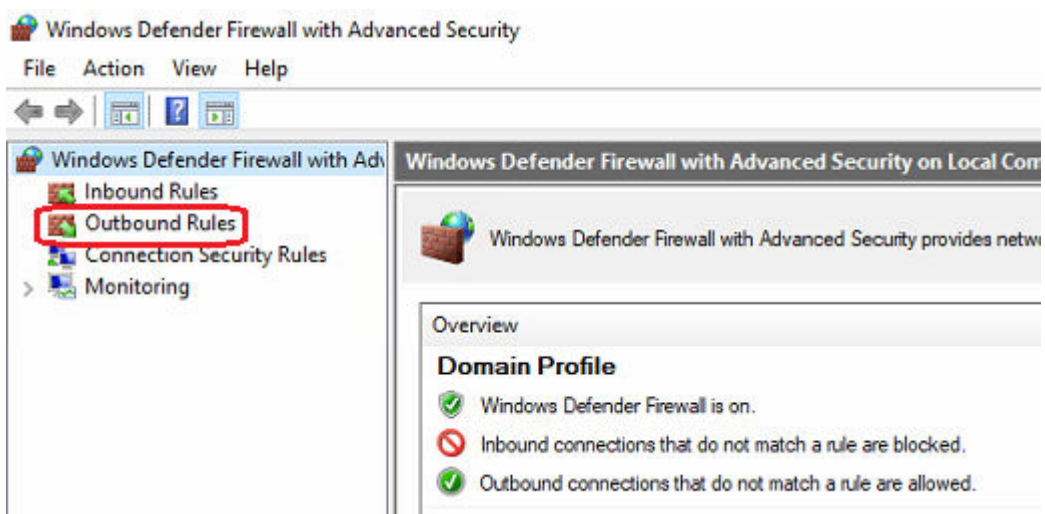 Windows Defender Firewall with Advanced Security
File Action View Help
Windows Defender Firewall with Adv
Inbound Rules
Outbound Rules
Connection Security Rules
Monitoring
Windows Defender Firewall with Advanced Security on Local Com
Windows Defender Firewall with Advanced Security provides netwo
Overview
Domain Profile
Windows Defender Firewall is on.
Inbound connections that do not match a rule are blocked.
Outbound connections that do not match a rule are allowed.